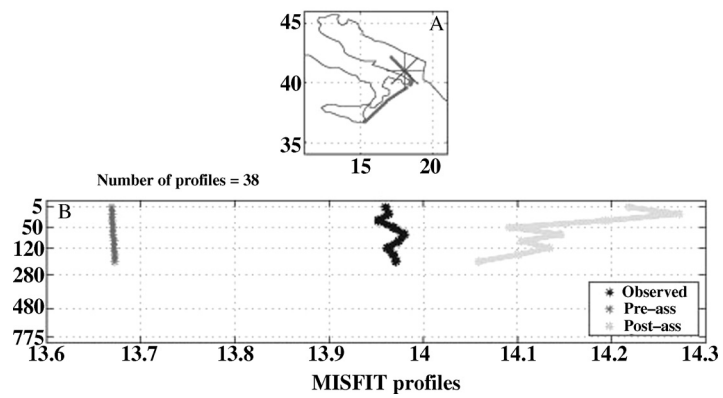 45
A
40
35
15 20
Number of profiles = 38
5
B
50
120
280
480
775
Observed
Pre-ass
Post-ass
13.6 13.7 13.8 13.9 14 14.1 14.2 14.3
MISFIT profiles